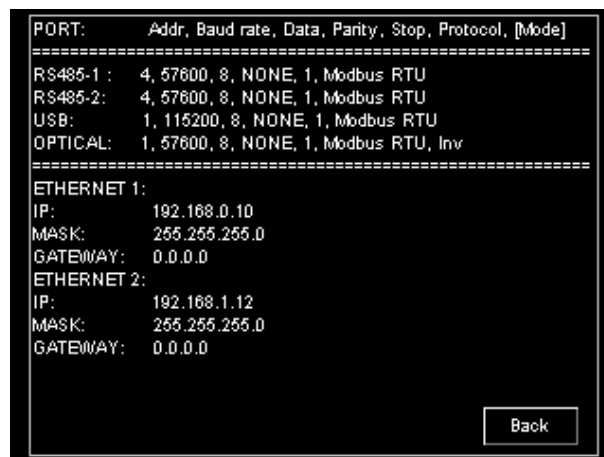 PORT: Addr, Baud rate, Data, Parity, Stop, Protocol, [Mode]
==========================================================
RS485-1 : 4, 57600, 8, NONE, 1, Modbus RTU
RS485-2: 4, 57600, 8, NONE, 1, Modbus RTU
USB: 1, 115200, 8, NONE, 1, Modbus RTU
OPTICAL: 1, 57600, 8, NONE, 1, Modbus RTU, Inv
==========================================================
ETHERNET 1:
IP: 192.168.0.10
MASK: 255.255.255.0
GATEWAY: 0.0.0.0
ETHERNET 2:
IP: 192.168.1.12
MASK: 255.255.255.0
GATEWAY: 0.0.0.0
Back